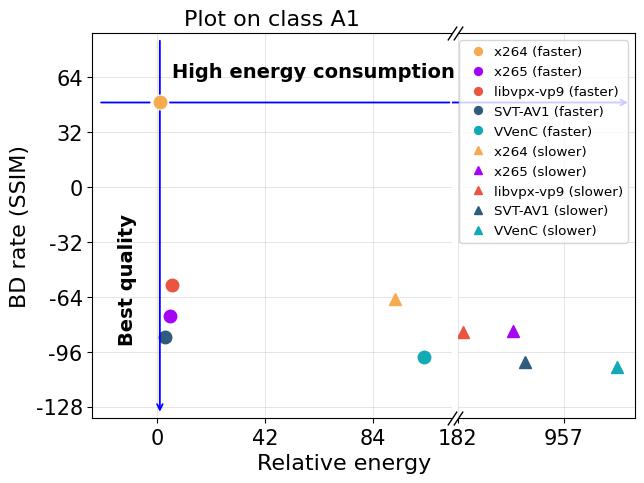 Plot on class A1
BD rate (SSIM)
64
32
0
-32
-64
-96
-128
High energy consumption
Best quality
x264 (faster)
x265 (faster)
libvpx-vp9 (faster)
SVT-AV1 (faster)
VVenC (faster)
x264 (slower)
x265 (slower)
libvpx-vp9 (slower)
SVT-AV1 (slower)
VVenC (slower)
0 42 84 182 957
Relative energy